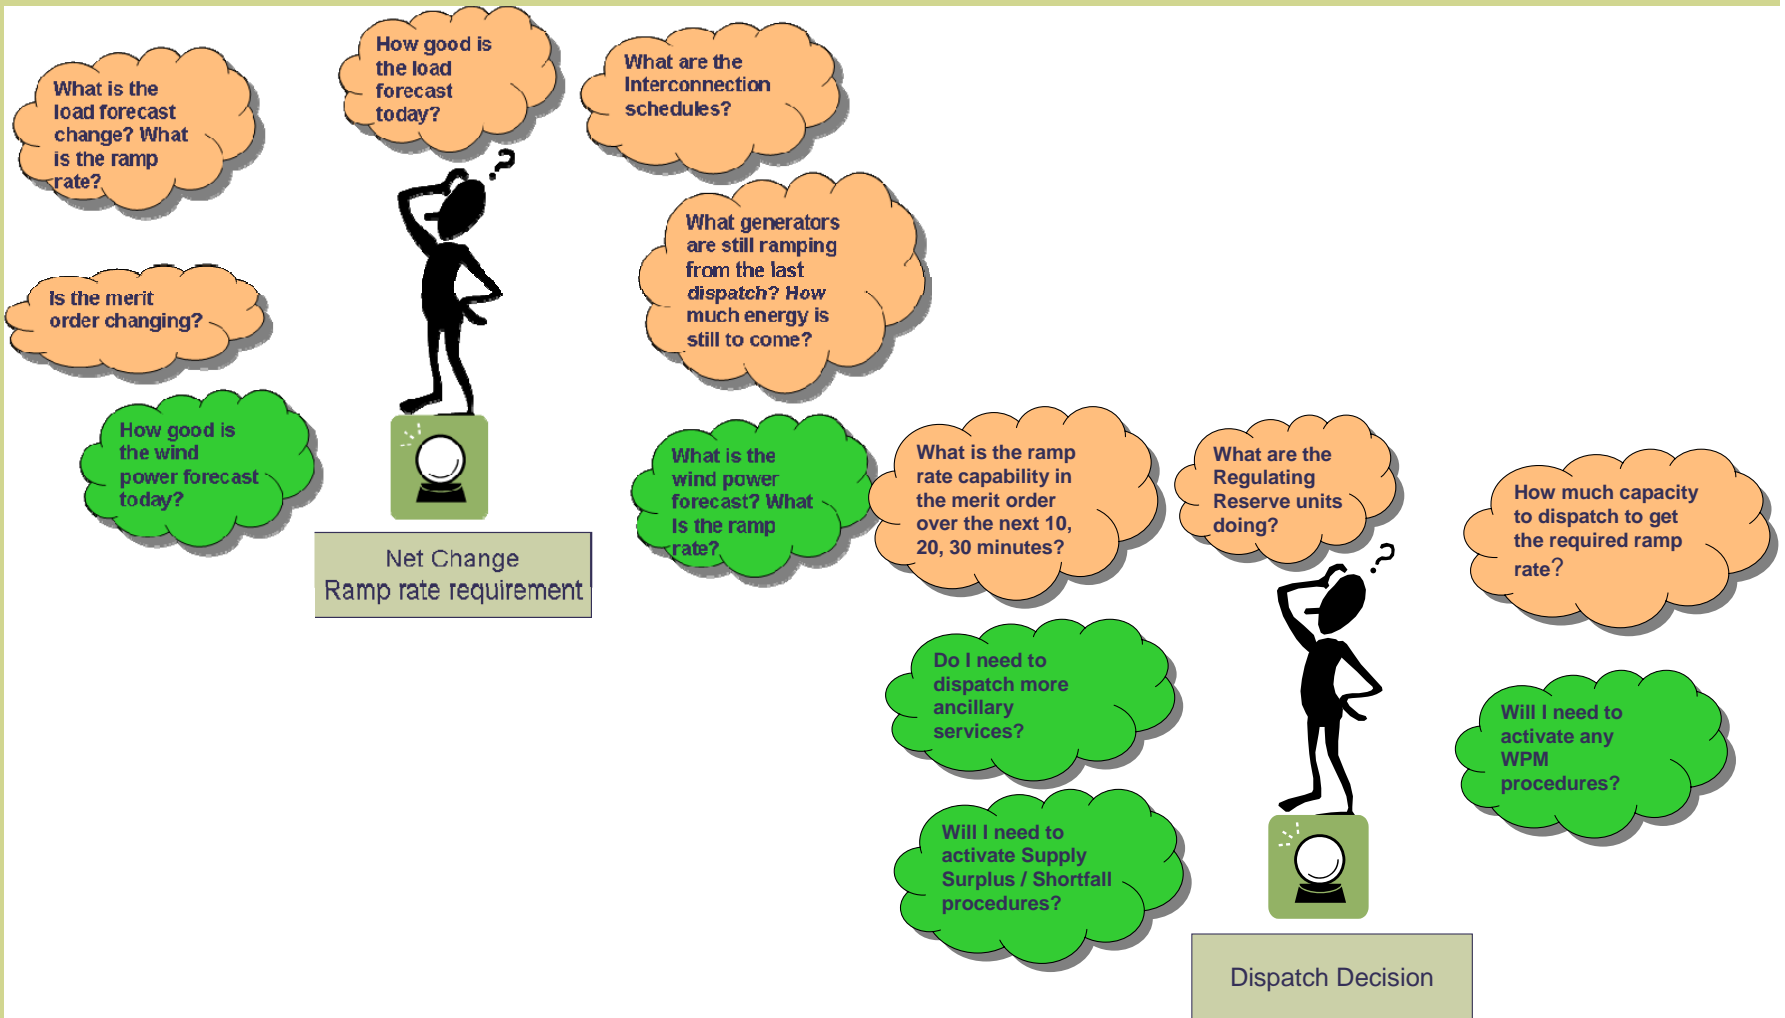 What is the
load forecast
change? What
is the ramp
rate?
How good is
the load
forecast
today?
What are the
Interconnection
schedules?
What generators
are still ramping
from the last
dispatch? How
much energy is
still to come?
Is the merit
order changing?
How good is
the wind
power forecast
today?
What is the
wind power
forecast? What
Is the ramp
rate?
?
Net Change
Ramp rate requirement
What is the ramp
rate capability in
the merit order
over the next 10,
20, 30 minutes?
What are the
Regulating
Reserve units
doing?
How much capacity
to dispatch to get
the required ramp
rate?
?
Do I need to
dispatch more
ancillary
services?
Will I need to
activate any
WPM
procedures?
Will I need to
activate Supply
Surplus / Shortfall
procedures?
Dispatch Decision